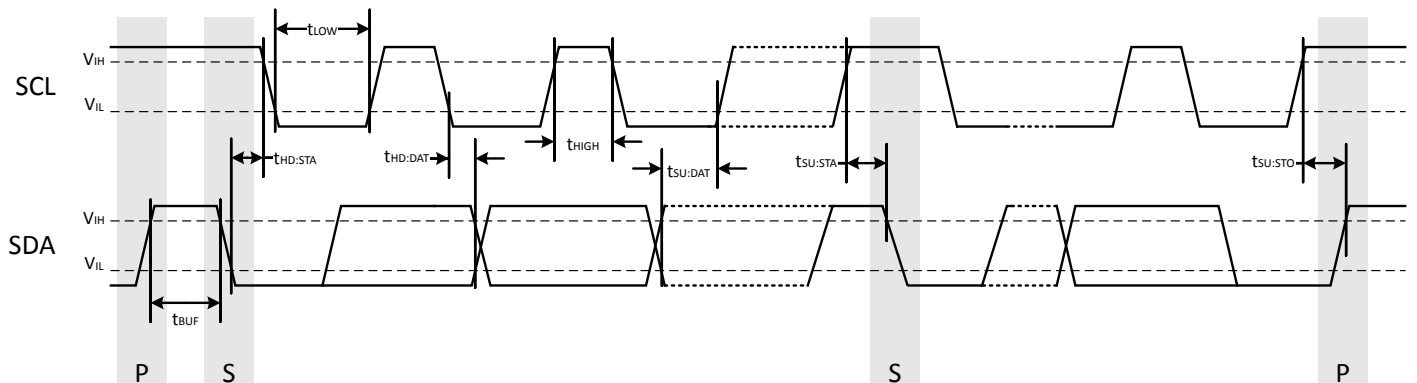 tLOW
VIH
SCL
VIL
tHD:STA
tHD:DAT
tHIGH
tSU:DAT
tSU:STA
tSU:STO
VIH
SDA
VIL
tBUF
P
S
S
P